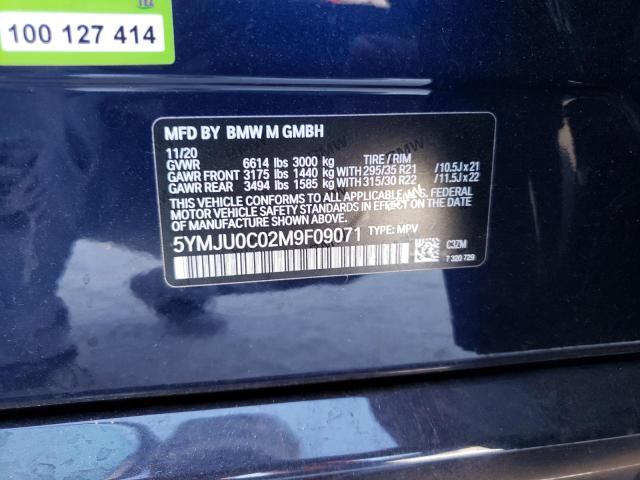 100 127 414
MFD BY BMW M GMBH
11/20
GVWR 6614 lbs 3000 kg TIRE / RIM
GAWR FRONT 3175 lbs 1440 kg WITH 295/35 R21 /10.5J x 21
GAWR REAR 3494 lbs 1585 kg WITH 315/30 R22 /11.5J x 22
THIS VEHICLE CONFORMS TO ALL APPLICABLE U.S. FEDERAL
MOTOR VEHICLE SAFETY STANDARDS IN EFFECT ON THE
DATE OF MANUFACTURE SHOWN ABOVE.
5YMJU0C02M9F09071 TYPE: MPV
C3ZM
7 320 729